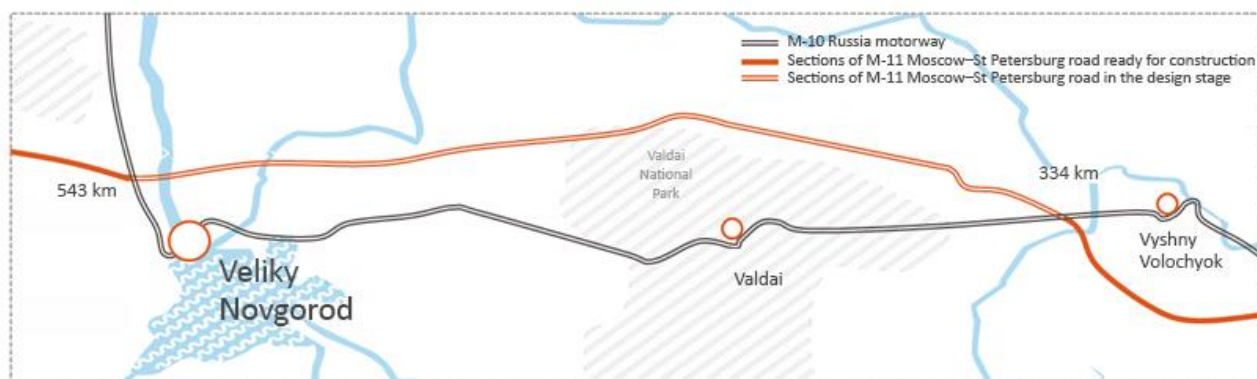 M-10 Russia motorway
Sections of M-11 Moscow–St Petersburg road ready for construction
Sections of M-11 Moscow–St Petersburg road in the design stage
Valdai
National
Park
543 km
334 km
Veliky
Novgorod
Valdai
Vyshny
Volochyok